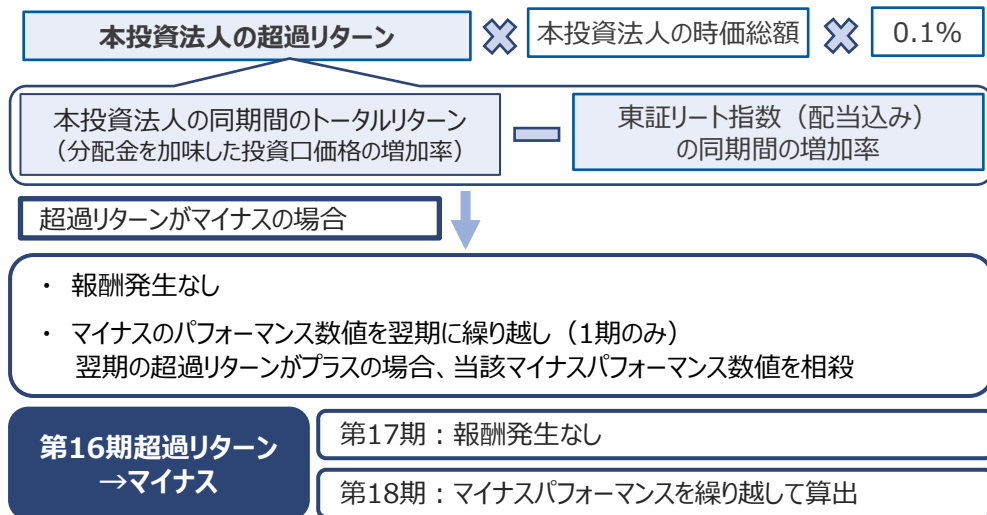 本投資法人の超過リターン
本投資法人の時価総額
0.1%
本投資法人の同期間のトータルリターン
（分配金を加味した投資口価格の増加率）
東証リート指数（配当込み）
の同期間の増加率
超過リターンがマイナスの場合
・ 報酬発生なし
・ マイナスのパフォーマンス数値を翌期に繰り越し（1期のみ）
翌期の超過リターンがプラスの場合、当該マイナスパフォーマンス数値を相殺
第16期超過リターン
→マイナス
第17期：報酬発生なし
第18期：マイナスパフォーマンスを繰り越して算出